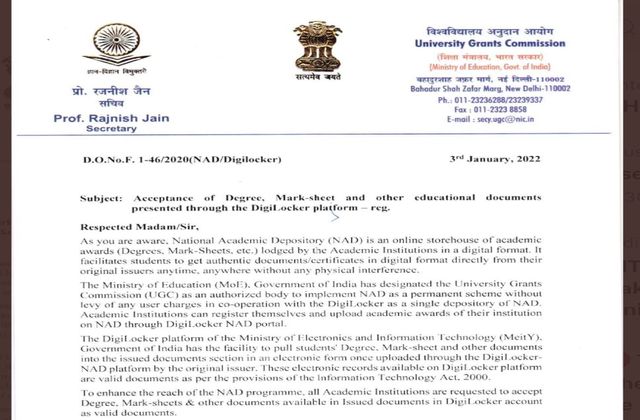 ज्ञान-विज्ञान विमुक्तये
प्रो. रजनीश जैन
सचिव
Prof. Rajnish Jain
Secretary
सत्यमेव जयते
विश्वविद्यालय अनुदान आयोग
University Grants Commission
(शिक्षा मंत्रालय, भारत सरकार)
(Ministry of Education, Govt. of India)
बहादुरशाह ज़फ़र मार्ग, नई दिल्ली-110002
Bahadur Shah Zafar Marg, New Delhi-110002
Ph.: 011-23236288/23239337
Fax : 011-2323 8858
E-mail : secy.ugc@nic.in
D.O.No.F. 1-46/2020(NAD/Digilocker)
3rd January, 2022
Subject: Acceptance of Degree, Mark-sheet and other educational documents
presented through the DigiLocker platform – reg.
Respected Madam/Sir,
As you are aware, National Academic Depository (NAD) is an online storehouse of academic
awards (Degrees, Mark-Sheets, etc.) lodged by the Academic Institutions in a digital format. It
facilitates students to get authentic documents/certificates in digital format directly from their
original issuers anytime, anywhere without any physical interference.
The Ministry of Education (MoE), Government of India has designated the University Grants
Commission (UGC) as an authorized body to implement NAD as a permanent scheme without
levy of any user charges in co-operation with the DigiLocker as a single depository of NAD.
Academic Institutions can register themselves and upload academic awards of their institution
on NAD through DigiLocker NAD portal.
The DigiLocker platform of the Ministry of Electronics and Information Technology (MeitY),
Government of India has the facility to pull students' Degree, Mark-sheet and other documents
into the issued documents section in an electronic form once uploaded through the DigiLocker-
NAD platform by the original issuer. These electronic records available on DigiLocker platform
are valid documents as per the provisions of the Information Technology Act, 2000.
To enhance the reach of the NAD programme, all Academic Institutions are requested to accept
Degree, Mark-sheets & other documents available in Issued documents in DigiLocker account
as valid documents.